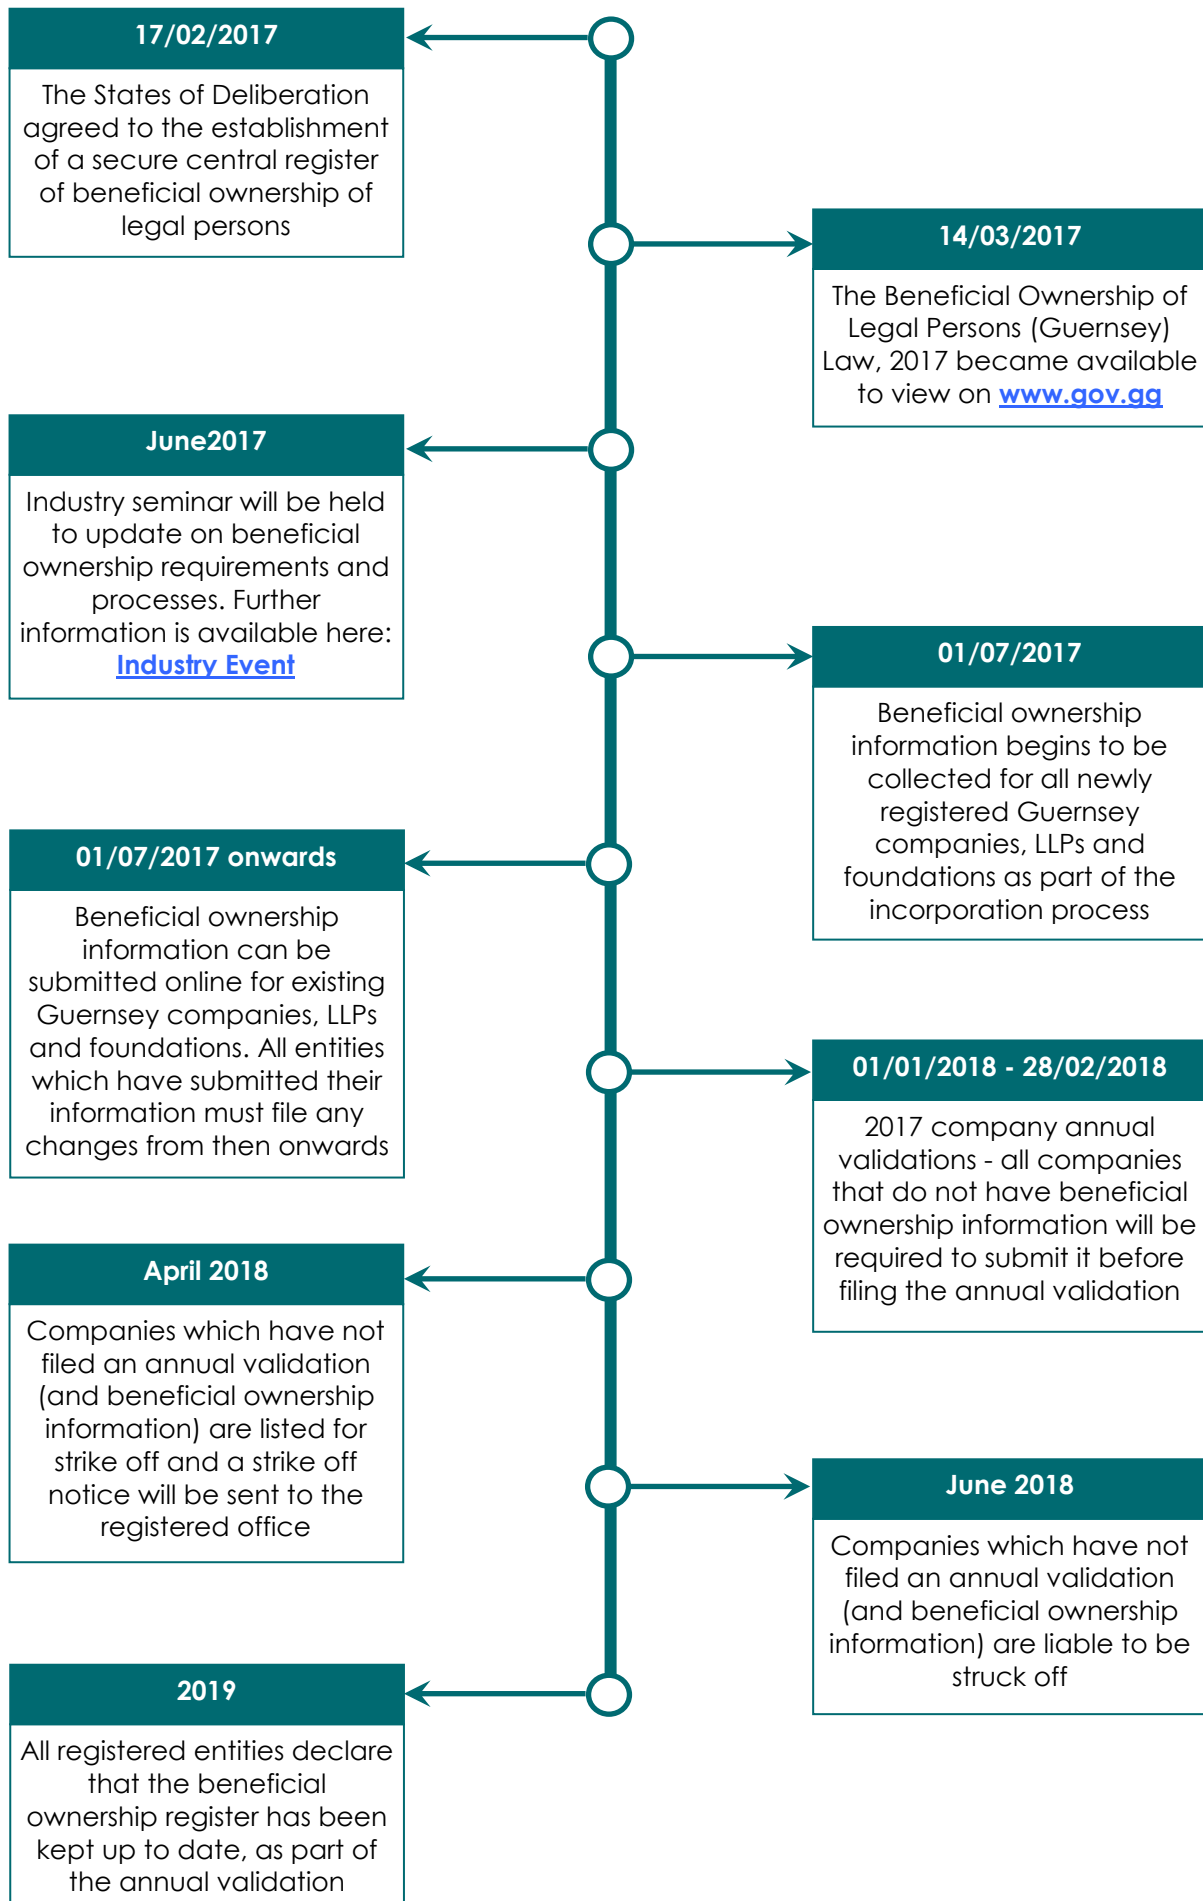 17/02/2017
The States of Deliberation
agreed to the establishment
of a secure central register
of beneficial ownership of
legal persons
14/03/2017
The Beneficial Ownership of
Legal Persons (Guernsey)
Law, 2017 became available
to view on www.gov.gg
June2017
Industry seminar will be held
to update on beneficial
ownership requirements and
processes. Further
information is available here:
Industry Event
01/07/2017
Beneficial ownership
information begins to be
collected for all newly
registered Guernsey
companies, LLPs and
foundations as part of the
incorporation process
01/07/2017 onwards
Beneficial ownership
information can be
submitted online for existing
Guernsey companies, LLPs
and foundations. All entities
which have submitted their
information must file any
changes from then onwards
01/01/2018 - 28/02/2018
2017 company annual
validations - all companies
that do not have beneficial
ownership information will be
required to submit it before
filing the annual validation
April 2018
Companies which have not
filed an annual validation
(and beneficial ownership
information) are listed for
strike off and a strike off
notice will be sent to the
registered office
June 2018
Companies which have not
filed an annual validation
(and beneficial ownership
information) are liable to be
struck off
2019
All registered entities declare
that the beneficial
ownership register has been
kept up to date, as part of
the annual validation